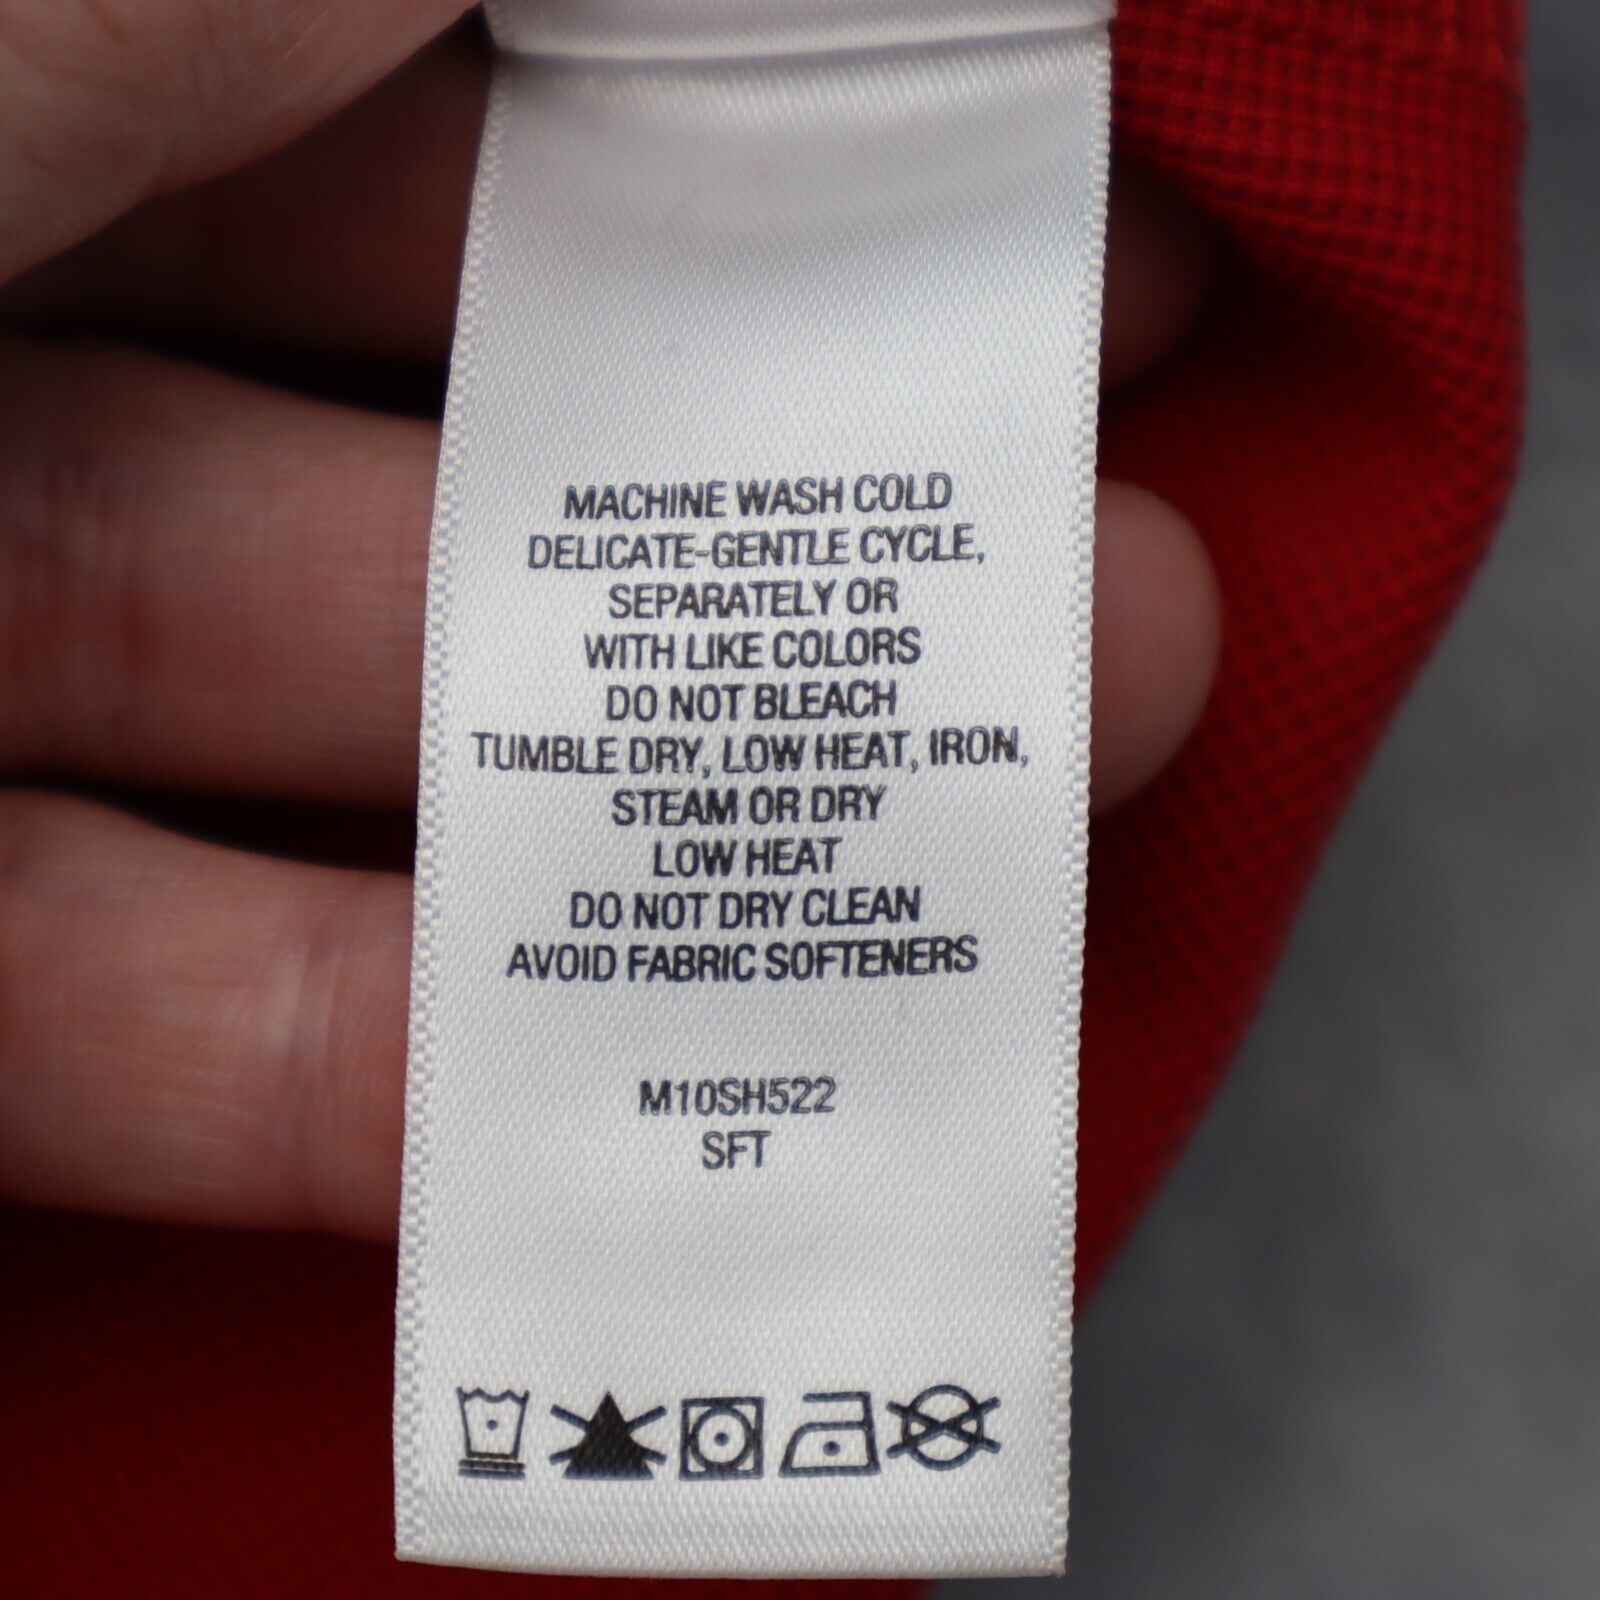 MACHINE WASH COLD
DELICATE-GENTLE CYCLE,
SEPARATELY OR
WITH LIKE COLORS
DO NOT BLEACH
TUMBLE DRY, LOW HEAT, IRON,
STEAM OR DRY
LOW HEAT
DO NOT DRY CLEAN
AVOID FABRIC SOFTENERS
M10SH522
SFT